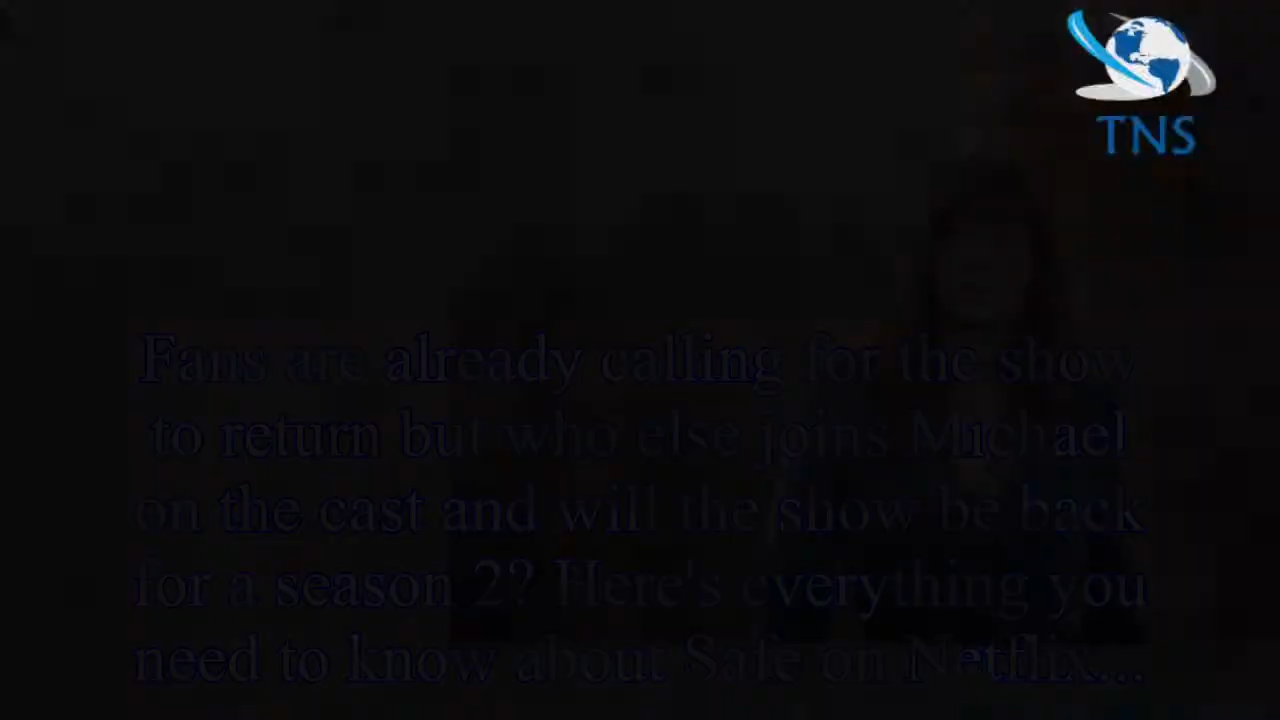 TNS
Fans are already calling for the show
to return but who else joins Michael
on the cast and will the show be back
for a season 2? Here's everything you
need to know about Safe on Netflix...